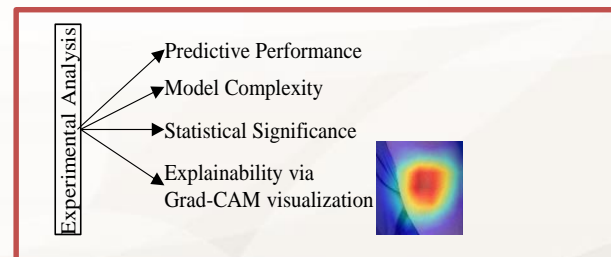 Experimental Analysis
Predictive Performance
Model Complexity
Statistical Significance
Explainability via
Grad-CAM visualization